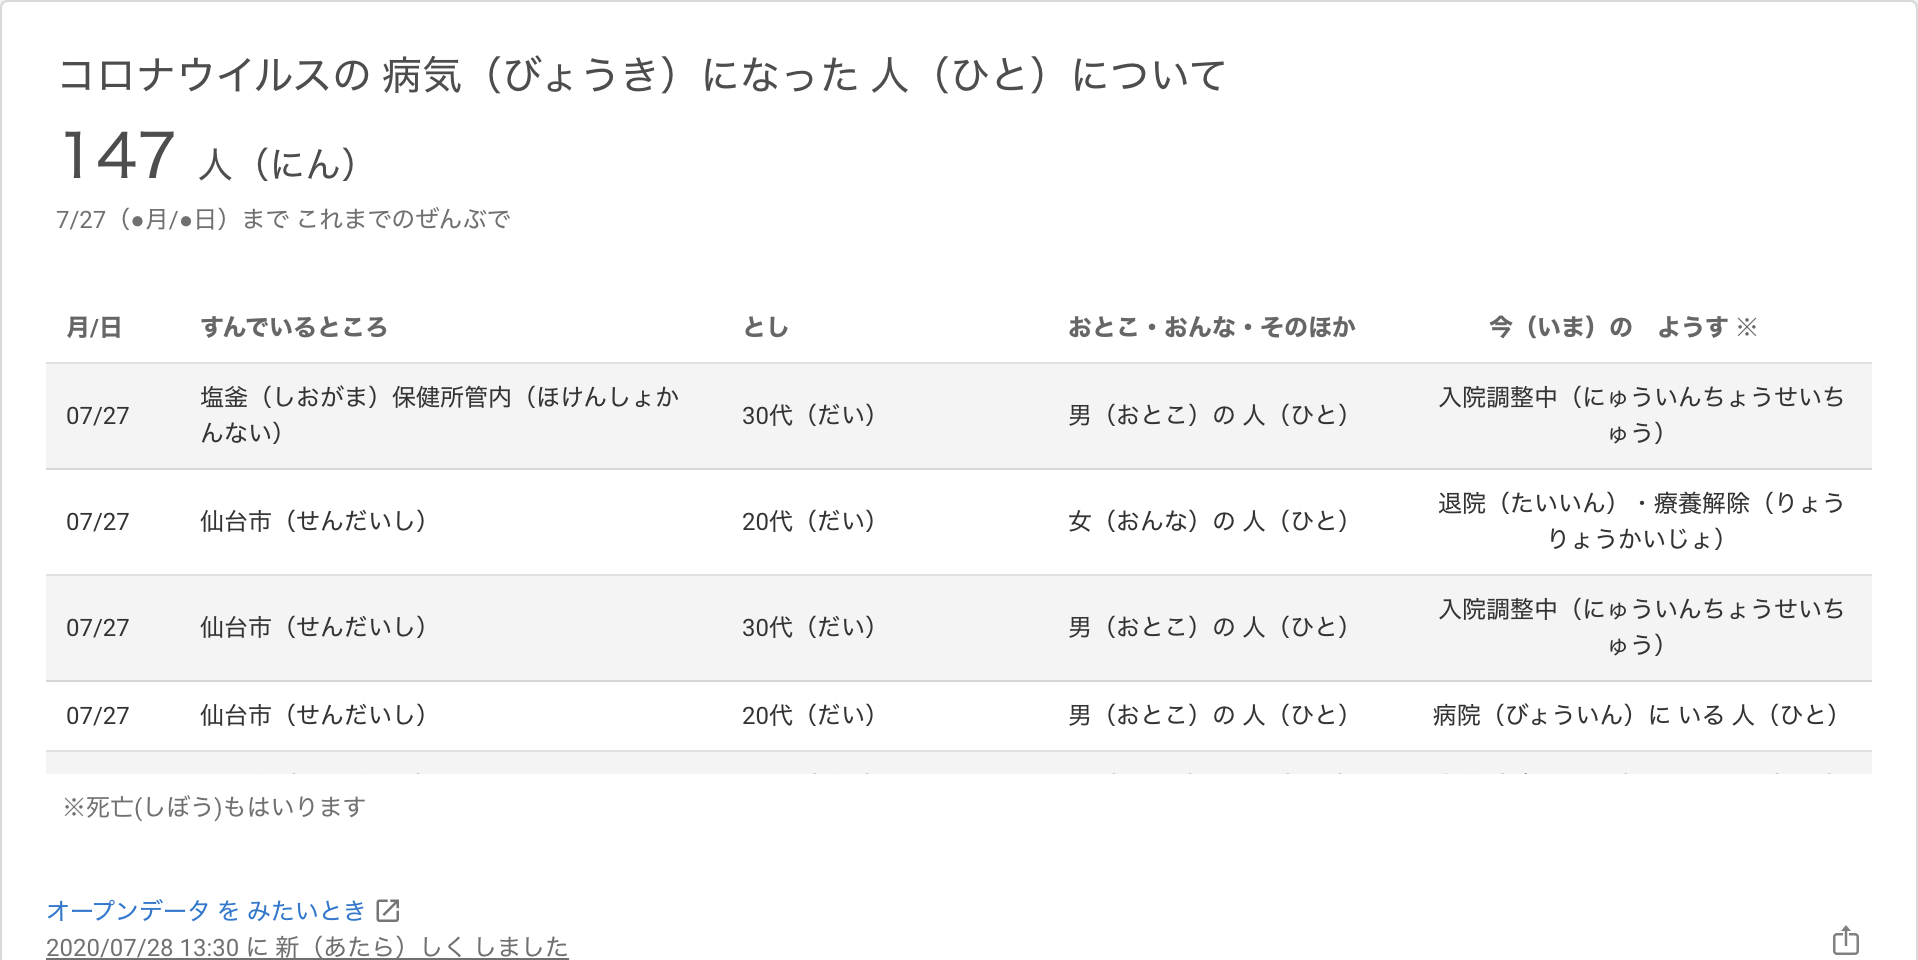 コロナウイルスの 病気（びょうき）になった 人（ひと）について
147 人（にん）
7/27（●月/●日）まで これまでのぜんぶで
月/日 すんでいるところ とし おとこ・おんな・そのほか 今（いま）の　ようす ※
07/27 塩釜（しおがま）保健所管内（ほけんしょか
んない） 30代（だい） 男（おとこ）の 人（ひと） 入院調整中（にゅういんちょうせいち
ゅう）
07/27 仙台市（せんだいし） 20代（だい） 女（おんな）の 人（ひと） 退院（たいいん）・療養解除（りょう
りょうかいじょ）
07/27 仙台市（せんだいし） 30代（だい） 男（おとこ）の 人（ひと） 入院調整中（にゅういんちょうせいち
ゅう）
07/27 仙台市（せんだいし） 20代（だい） 男（おとこ）の 人（ひと） 病院（びょういん）に いる 人（ひと）
※死亡(しぼう)もはいります
オープンデータ を みたいとき
2020/07/28 13:30 に 新（あたら）しく しました